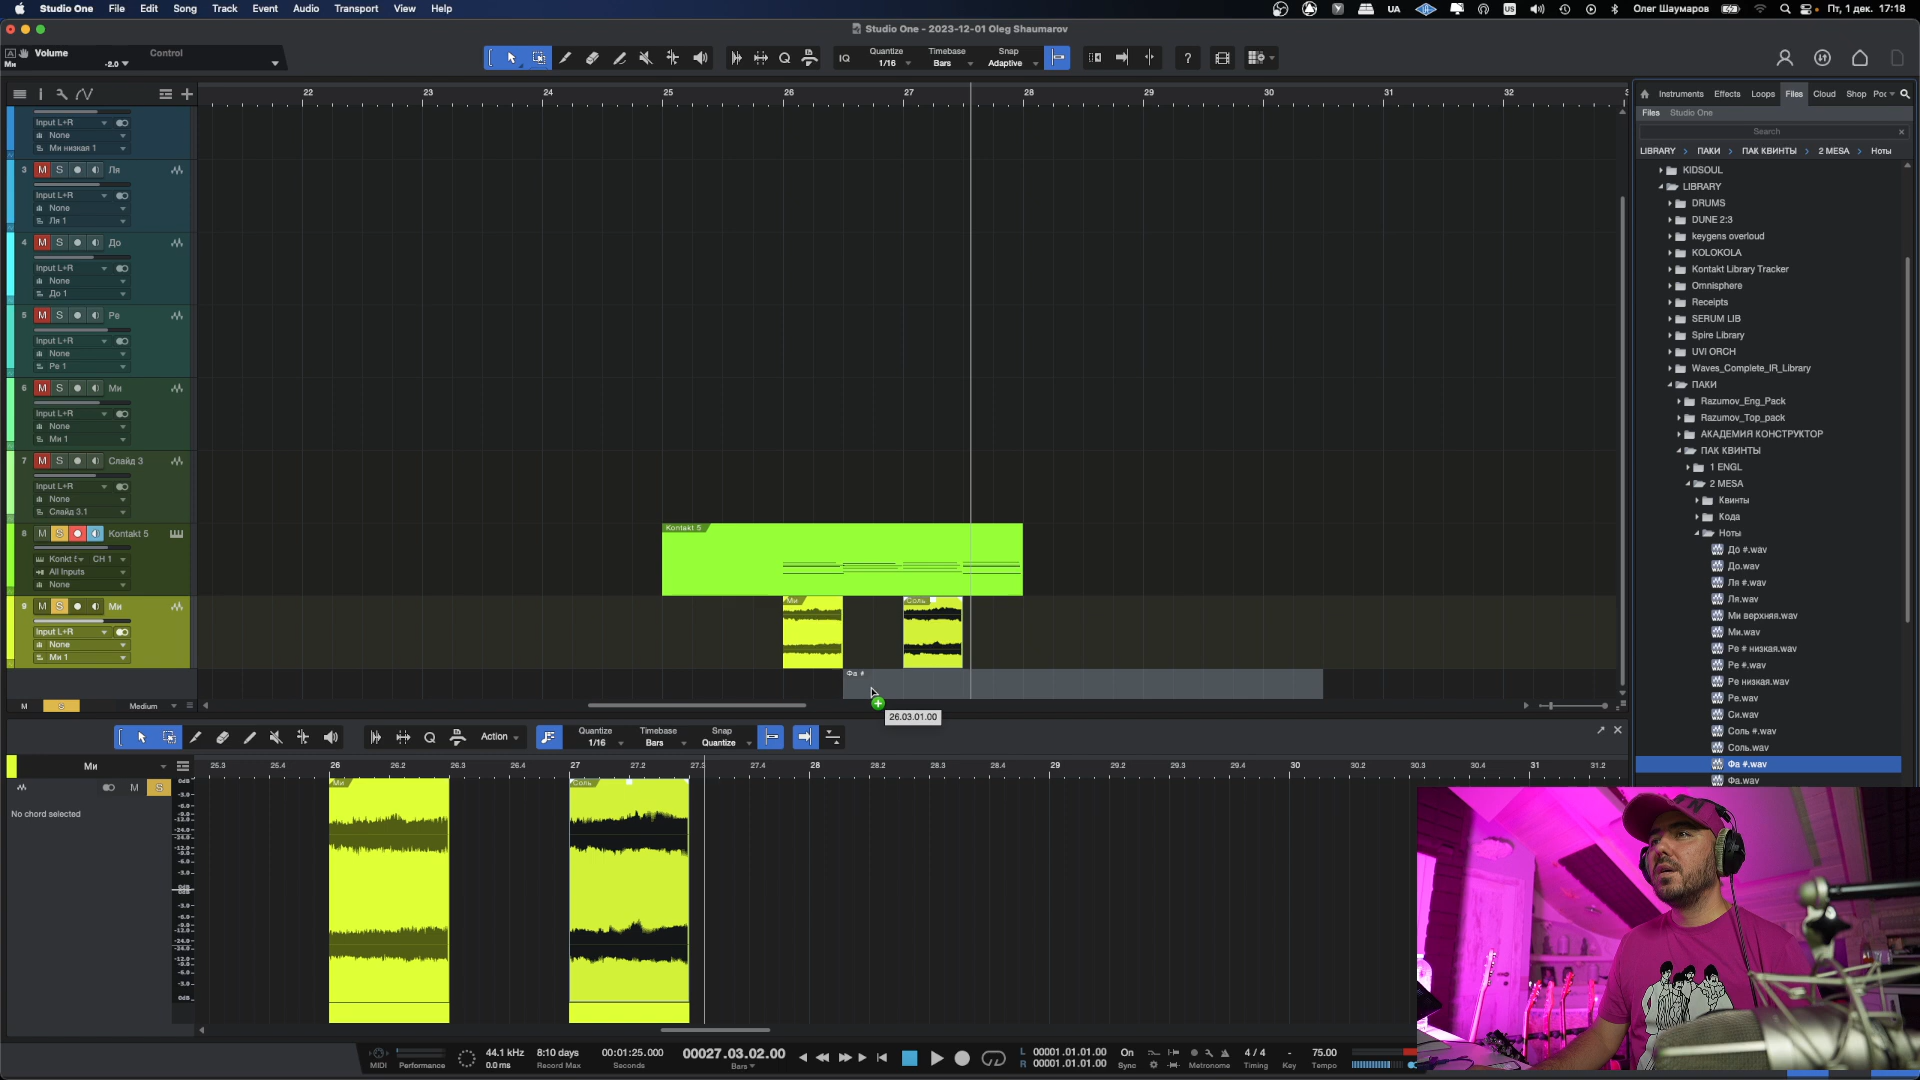 Studio One File Edit Song Track Event Audio Transport View Help
UA US Олег Шаумаров Пт, 1 дек. 17:18
Studio One - 2023-12-01 Oleg Shaumarov
Volume Control
Ми -2.0
IQ Quantize 1/16 Timebase Bars Snap Adaptive ?
22 23 24 25 26 27 28 29 30 31 32
Input L+R
None
Ми низкая 1
3 M S Ля
Input L+R
None
Ля 1
4 M S До
Input L+R
None
До 1
5 M S Ре
Input L+R
None
Ре 1
6 M S Ми
Input L+R
None
Ми 1
7 M S Слайд 3
Input L+R
None
Слайд 3.1
8 M S Kontakt 5
CH 1
All Inputs
None
9 M S Ми
Input L+R
None
Ми 1
M S Medium
Kontakt 5
Ми Соль
Фа #
26.03.01.00
Instruments Effects Loops Files Cloud Shop
Files Studio One
Search
LIBRARY > ПАКИ > ПАК КВИНТЫ > 2 MESA > Ноты
KIDSOUL
LIBRARY
DRUMS
DUNE 2:3
keygens overloud
KOLOKOLA
Kontakt Library Tracker
Omnisphere
Receipts
SERUM LIB
Spire Library
UVI ORCH
Waves_Complete_IR_Library
ПАКИ
Razumov_Eng_Pack
Razumov_Top_pack
АКАДЕМИЯ КОНСТРУКТОР
ПАК КВИНТЫ
1 ENGL
2 MESA
Квинты
Кода
Ноты
До #.wav
До.wav
Ля #.wav
Ля.wav
Ми верхняя.wav
Ми.wav
Ре # низкая.wav
Ре #.wav
Ре низкая.wav
Ре.wav
Си.wav
Соль #.wav
Соль.wav
Фа #.wav
Фа.wav
Action Quantize 1/16 Timebase Bars Snap Quantize
Ми
25.3 25.4 26 26.2 26.3 26.4 27 27.2 27.3 27.4 28 28.2 28.3 28.4 29 29.2 29.3 29.4 30 30.2 30.3 30.4 31 31.2
M S
No chord selected
Ми Соль
MIDI Performance
44.1 kHz
0.0 ms
8:10 days
Record Max
00:01:25.000
Seconds
00027.03.02.00
Bars
L 00001.01.01.00
R 00001.01.01.00
On
Sync
Metronome
4 / 4
Timing
-
Key
75.00
Tempo